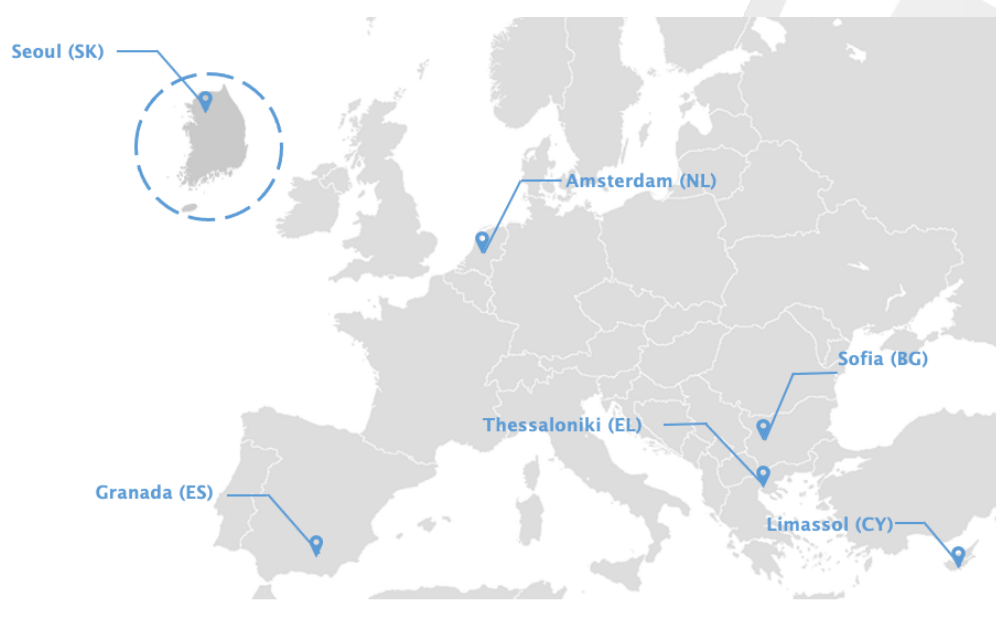 Seoul (SK)
Amsterdam (NL)
Sofia (BG)
Thessaloniki (EL)
Granada (ES)
Limassol (CY)